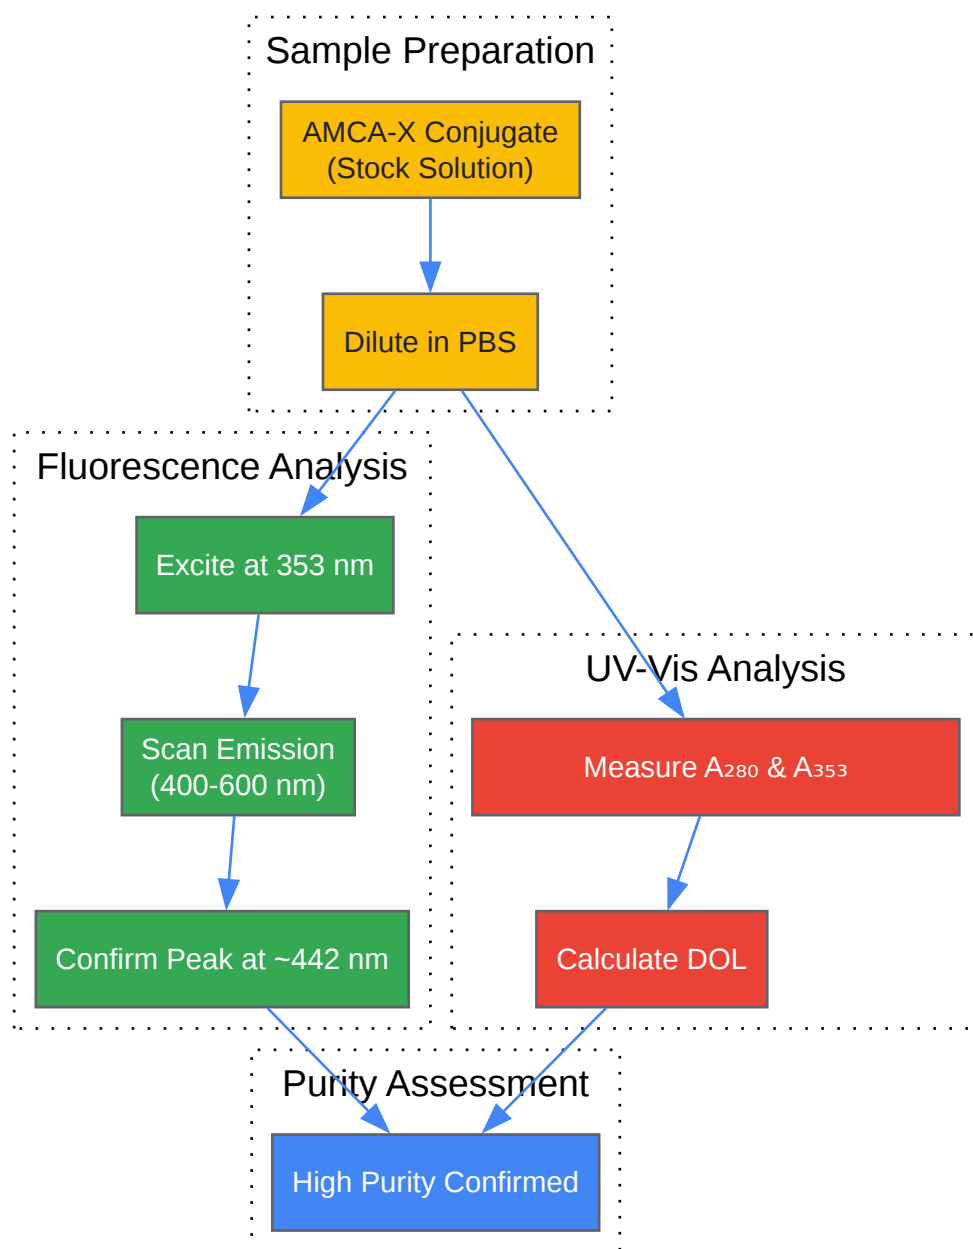 Sample Preparation
AMCA-X Conjugate
(Stock Solution)
Dilute in PBS
Fluorescence Analysis
Excite at 353 nm
Scan Emission
(400-600 nm)
Confirm Peak at ~442 nm
UV-Vis Analysis
Measure A₂₈₀ & A₃₅₃
Calculate DOL
Purity Assessment
High Purity Confirmed